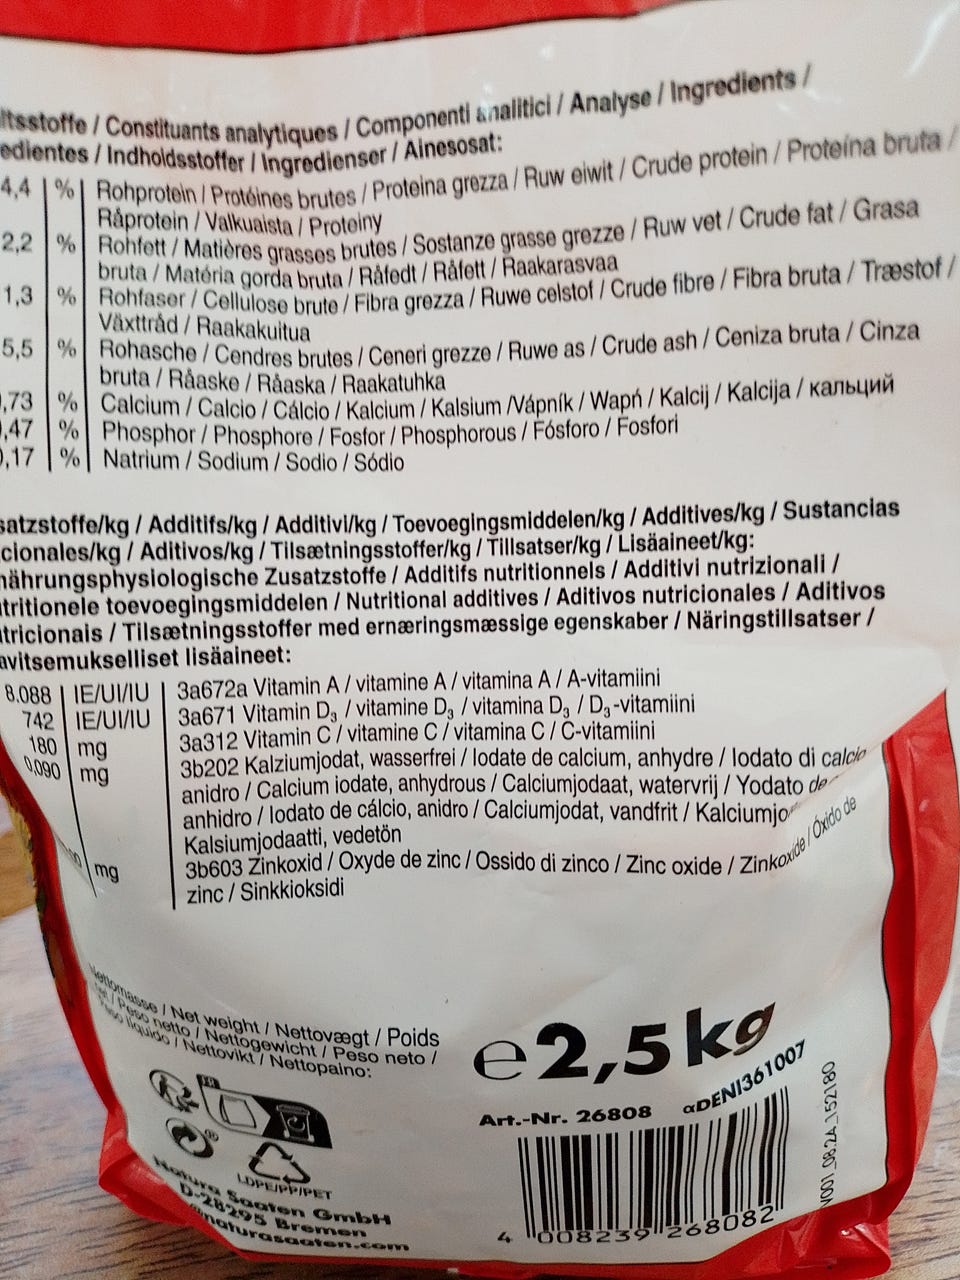 ltsstoffe / Constituants analytiques / Componenti analitici / Analyse / Ingredients /
edientes / Indholdsstoffer / Ingredienser / Ainesosat:
4,4 % Rohprotein / Protéines brutes / Proteina grezza / Ruw eiwit / Crude protein / Proteína bruta /
Råprotein / Valkuaista / Proteiny
2,2 % Rohfett / Matières grasses brutes / Sostanze grasse grezze / Ruw vet / Crude fat / Grasa
bruta / Matéria gorda bruta / Råfedt / Råfett / Raakarasvaa
1,3 % Rohfaser / Cellulose brute / Fibra grezza / Ruwe celstof / Crude fibre / Fibra bruta / Træstof /
Växttråd / Raakakuitua
5,5 % Rohasche / Cendres brutes / Ceneri grezze / Ruwe as / Crude ash / Ceniza bruta / Cinza
bruta / Råaske / Råaska / Raakatuhka
,73 % Calcium / Calcio / Cálcio / Kalcium / Kalsium /Vápník / Wapń / Kalcij / Kalcija / кальций
,47 % Phosphor / Phosphore / Fosfor / Phosphorous / Fósforo / Fosfori
,17 % Natrium / Sodium / Sodio / Sódio
satzstoffe/kg / Additifs/kg / Additivi/kg / Toevoegingsmiddelen/kg / Additives/kg / Sustancias
cionales/kg / Aditivos/kg / Tilsætningsstoffer/kg / Tillsatser/kg / Lisäaineet/kg:
nährungsphysiologische Zusatzstoffe / Additifs nutritionnels / Additivi nutrizionali /
tritionele toevoegingsmiddelen / Nutritional additives / Aditivos nutricionales / Aditivos
tricionais / Tilsætningsstoffer med ernæringsmæssige egenskaber / Näringstillsatser /
avitsemukselliset lisäaineet:
8.088 IE/UI/IU 3a672a Vitamin A / vitamine A / vitamina A / A-vitamiini
742 IE/UI/IU 3a671 Vitamin D₃ / vitamine D₃ / vitamina D₃ / D₃-vitamiini
180 mg 3a312 Vitamin C / vitamine C / vitamina C / C-vitamiini
0,090 mg 3b202 Kalziumjodat, wasserfrei / Iodate de calcium, anhydre / Iodato di calcio
anidro / Calcium iodate, anhydrous / Calciumjodaat, watervrij / Yodato de
anhidro / Iodato de cálcio, anidro / Calciumjodat, vandfrit / Kalciumjo
Kalsiumjodaatti, vedetön
mg 3b603 Zinkoxid / Oxyde de zinc / Ossido di zinco / Zinc oxide / Zinkoxide / Óxido de
zinc / Sinkkioksidi
Nettomasse / Net weight / Nettovægt / Poids
net / Peso netto / Nettogewicht / Peso neto /
Peso líquido / Nettovikt / Nettopaino:
e 2,5 kg
Art.-Nr. 26808 αDENI361007
V001_08.24_152180
LDPE/PP/PET
Natura Saaten GmbH
D-28295 Bremen
naturasaaten.com
4 008239 268082